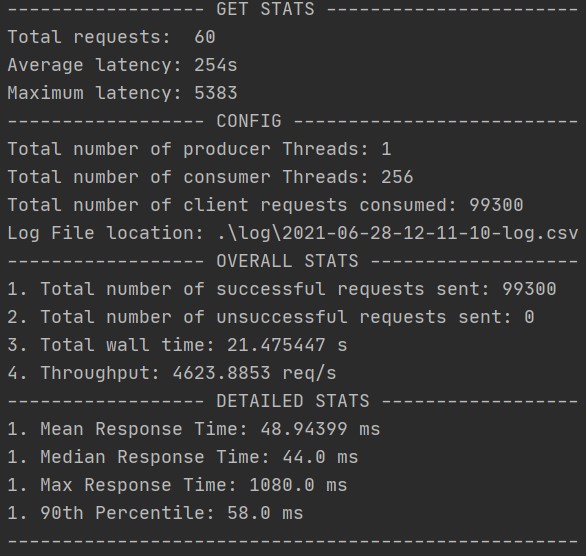 ------------------ GET STATS -----------------------
Total requests:  60
Average latency: 254s
Maximum latency: 5383
------------------ CONFIG --------------------------
Total number of producer Threads: 1
Total number of consumer Threads: 256
Total number of client requests consumed: 99300
Log File location: .\log\2021-06-28-12-11-10-log.csv
------------------ OVERALL STATS -------------------
1. Total number of successful requests sent: 99300
2. Total number of unsuccessful requests sent: 0
3. Total wall time: 21.475447 s
4. Throughput: 4623.8853 req/s
------------------ DETAILED STATS ------------------
1. Mean Response Time: 48.94399 ms
1. Median Response Time: 44.0 ms
1. Max Response Time: 1080.0 ms
1. 90th Percentile: 58.0 ms
----------------------------------------------------